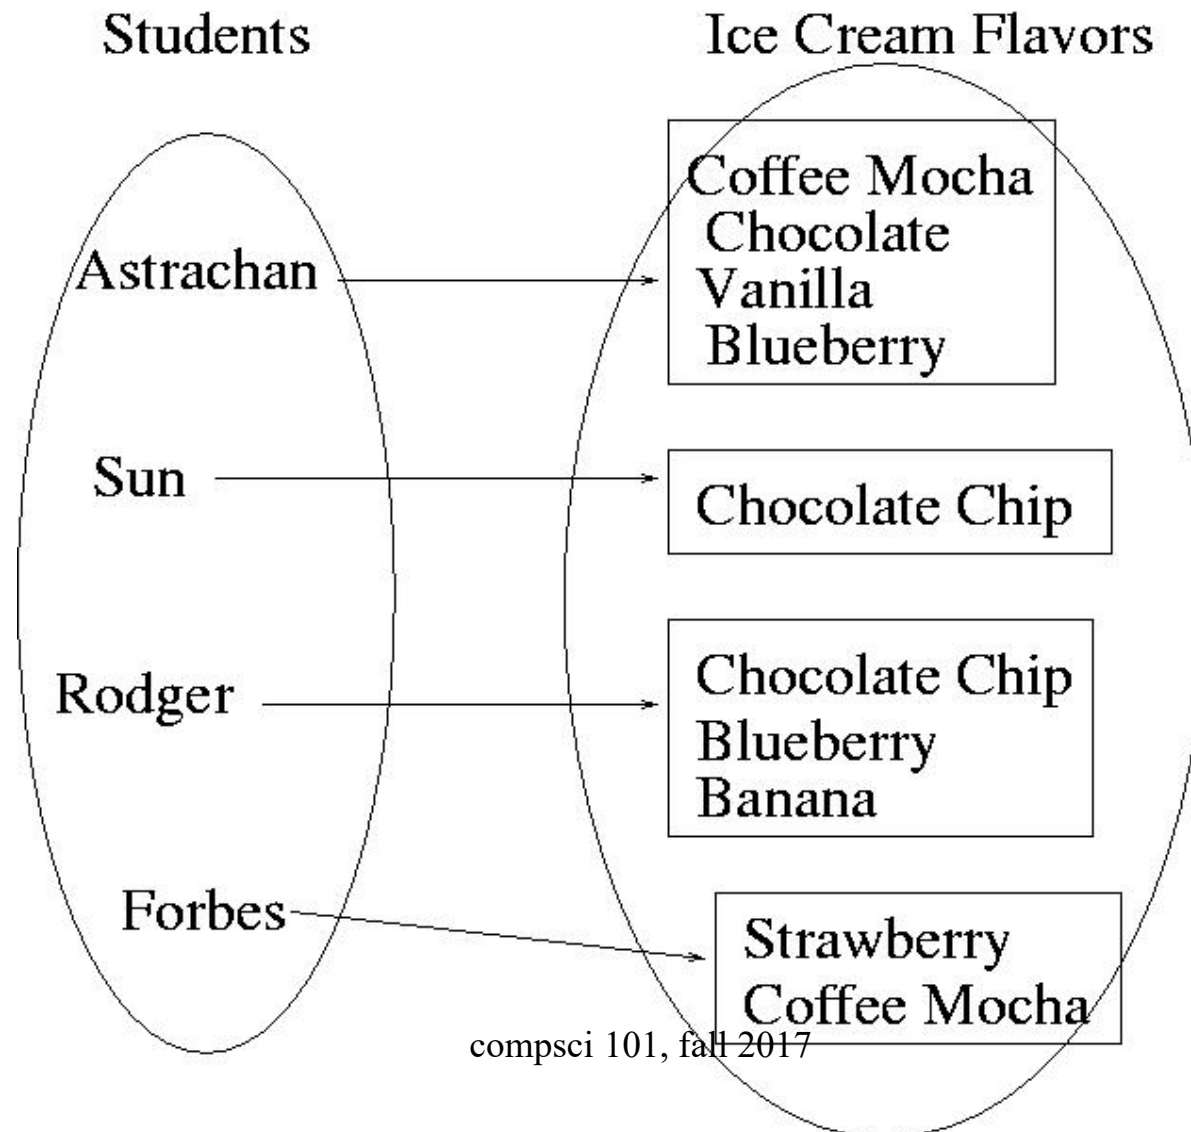 Students
Ice Cream Flavors
Astrachan
Coffee Mocha
Chocolate
Vanilla
Blueberry
Sun
Chocolate Chip
Rodger
Chocolate Chip
Blueberry
Banana
Forbes
Strawberry
Coffee Mocha
compsci 101, fall 2017